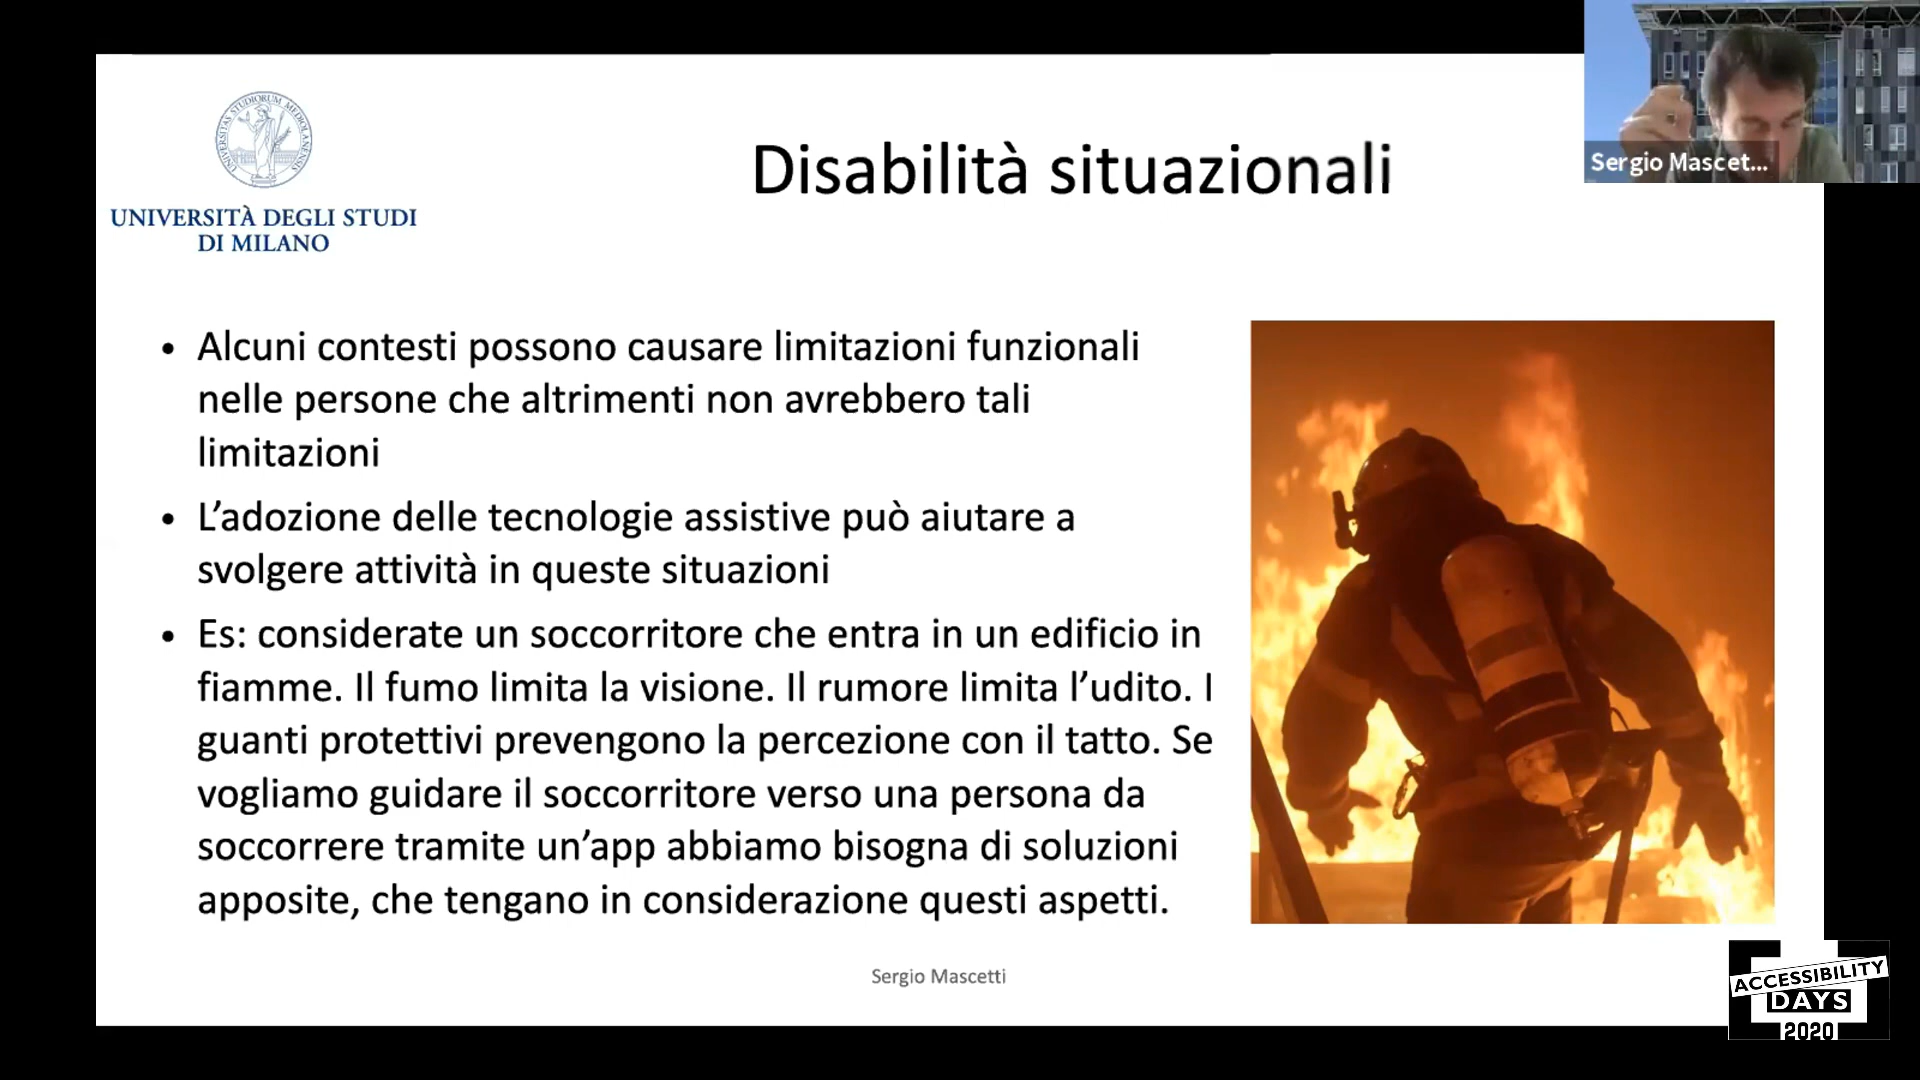 Sergio Mascet...
UNIVERSITÀ DEGLI STUDI
DI MILANO
Disabilità situazionali
• Alcuni contesti possono causare limitazioni funzionali
nelle persone che altrimenti non avrebbero tali
limitazioni
• L’adozione delle tecnologie assistive può aiutare a
svolgere attività in queste situazioni
• Es: considerate un soccorritore che entra in un edificio in
fiamme. Il fumo limita la visione. Il rumore limita l’udito. I
guanti protettivi prevengono la percezione con il tatto. Se
vogliamo guidare il soccorritore verso una persona da
soccorrere tramite un’app abbiamo bisogna di soluzioni
apposite, che tengano in considerazione questi aspetti.
Sergio Mascetti
ACCESSIBILITY
DAYS
2020